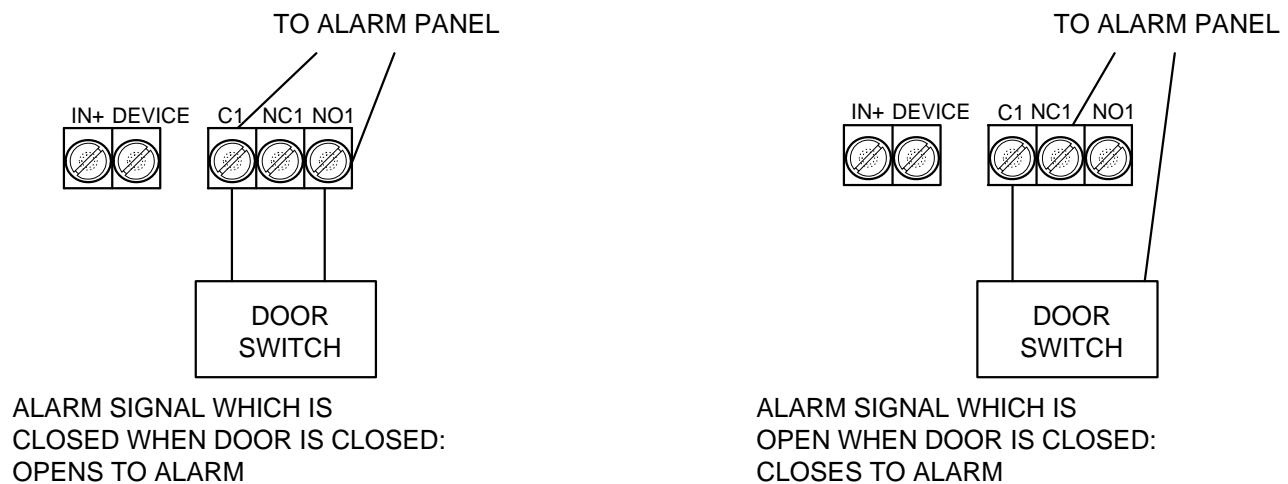 TO ALARM PANEL
IN+ DEVICE C1 NC1 NO1
DOOR
SWITCH
ALARM SIGNAL WHICH IS
CLOSED WHEN DOOR IS CLOSED:
OPENS TO ALARM
TO ALARM PANEL
IN+ DEVICE C1 NC1 NO1
DOOR
SWITCH
ALARM SIGNAL WHICH IS
OPEN WHEN DOOR IS CLOSED:
CLOSES TO ALARM